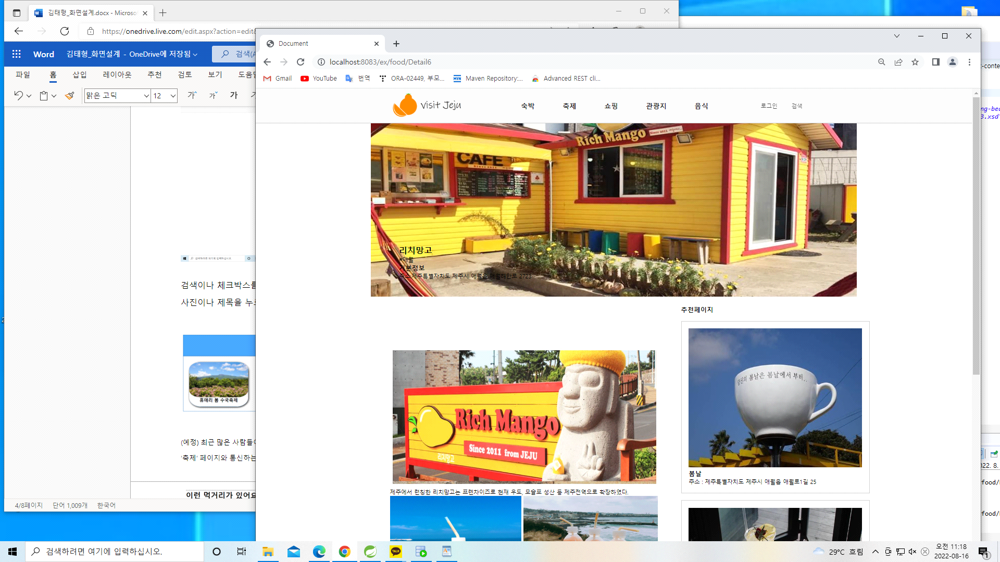 김태형_화면설계.docx - Microso
https://onedrive.live.com/edit.aspx?action=edit&
Word
김태형_화면설계 - OneDrive에 저장됨
검색(A
파일 홈 삽입 레이아웃 추천 검토 보기 도움말
맑은 고딕 12 가 가 가
검색이나 체크박스를
사진이나 제목을 누르
휴애리 봄 수국축제
(예정) 최근 많은 사람들이
'축제' 페이지와 통신하는
이런 먹거리가 있어요
4/8페이지 단어 1,009개 한국어
Document
localhost:8083/ex/food/Detail6
Gmail YouTube 번역 ORA-02449, 부모... Maven Repository:... Advanced REST cli...
visit Jeju
숙박 축제 쇼핑 관광지 음식 로그인 검색
Rich Mango
Since 2011
CAFE
Since 2011
리치망고
#애월
기본정보
주소:제주특별자치도 제주시 애월읍 애월해안로 2723
추천페이지
Rich Mango
Since 2011 from JEJU
리치망고
제주에서 런칭한 리치망고는 프렌차이즈로 현재 우도, 모슬포 성산 등 제주전역으로 확장하였다.
당신의 봄날은 봄날에서 부터..
봄날
주소 : 제주특별자치도 제주시 애월읍 애월로1길 25
t-conte
ng-bea
3.xsd"
022. 8.
food/
food/
검색하려면 여기에 입력하십시오.
TALK
29°C 흐림
오전 11:18
2022-08-16
1